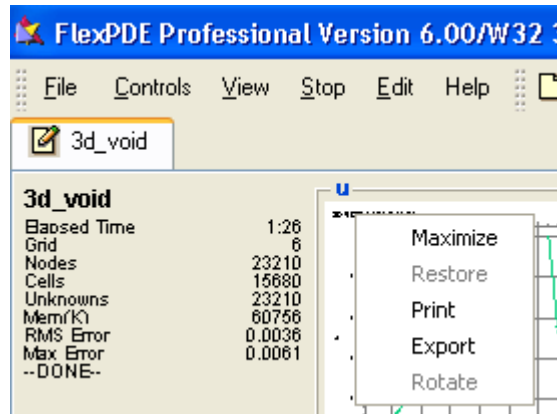 FlexPDE Professional Version 6.00/W32 3
File Controls View Stop Edit Help
3d_void
3d_void
Elapsed Time 1:26
Grid 6
Nodes 23210
Cells 15680
Unknowns 23210
Mem(K) 60756
RMS Error 0.0036
Max Error 0.0061
--DONE--
u
Maximize
Restore
Print
Export
Rotate